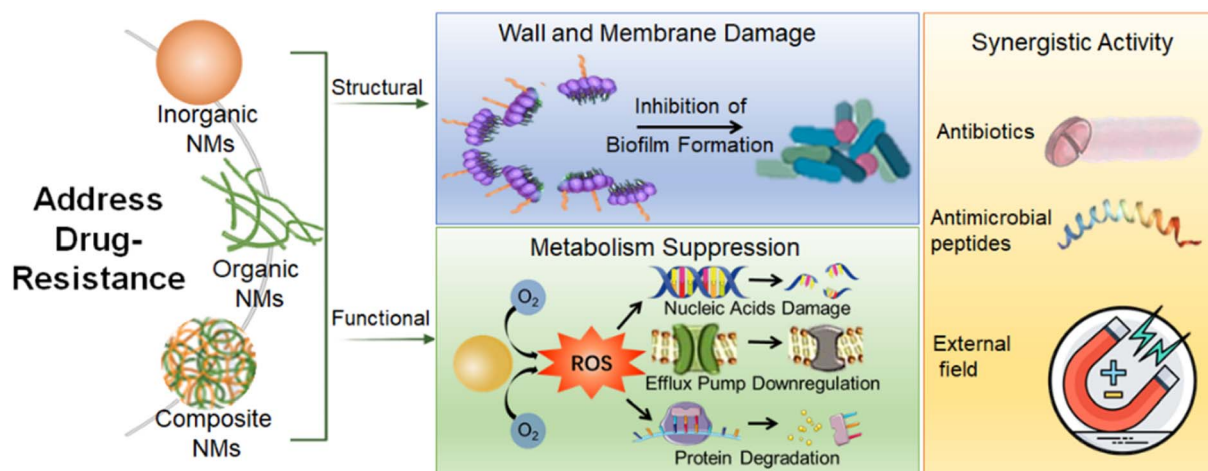 Address
Drug-
Resistance
Inorganic
NMs
Organic
NMs
Composite
NMs
Structural
Functional
Wall and Membrane Damage
Inhibition of
Biofilm Formation
Metabolism Suppression
O₂
O₂
ROS
Nucleic Acids Damage
Efflux Pump Downregulation
Protein Degradation
Synergistic Activity
Antibiotics
Antimicrobial
peptides
External
field